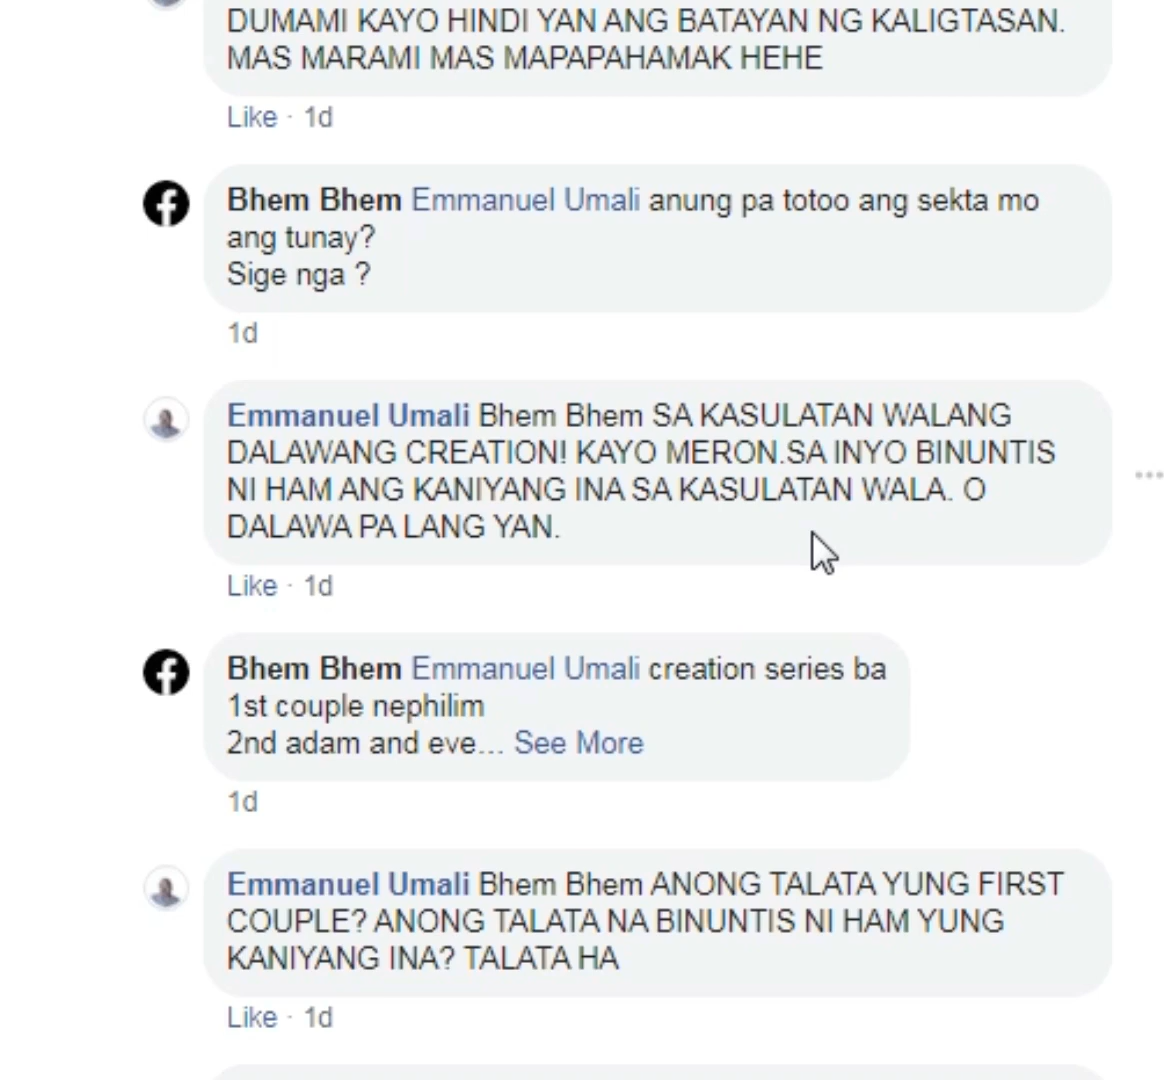 DUMAMI KAYO HINDI YAN ANG BATAYAN NG KALIGTASAN.
MAS MARAMI MAS MAPAPAHAMAK HEHE
Like · 1d
Bhem Bhem Emmanuel Umali anung pa totoo ang sekta mo
ang tunay?
Sige nga ?
1d
Emmanuel Umali Bhem Bhem SA KASULATAN WALANG
DALAWANG CREATION! KAYO MERON.SA INYO BINUNTIS
NI HAM ANG KANIYANG INA SA KASULATAN WALA. O
DALAWA PA LANG YAN.
Like · 1d
Bhem Bhem Emmanuel Umali creation series ba
1st couple nephilim
2nd adam and eve... See More
1d
Emmanuel Umali Bhem Bhem ANONG TALATA YUNG FIRST
COUPLE? ANONG TALATA NA BINUNTIS NI HAM YUNG
KANIYANG INA? TALATA HA
Like · 1d